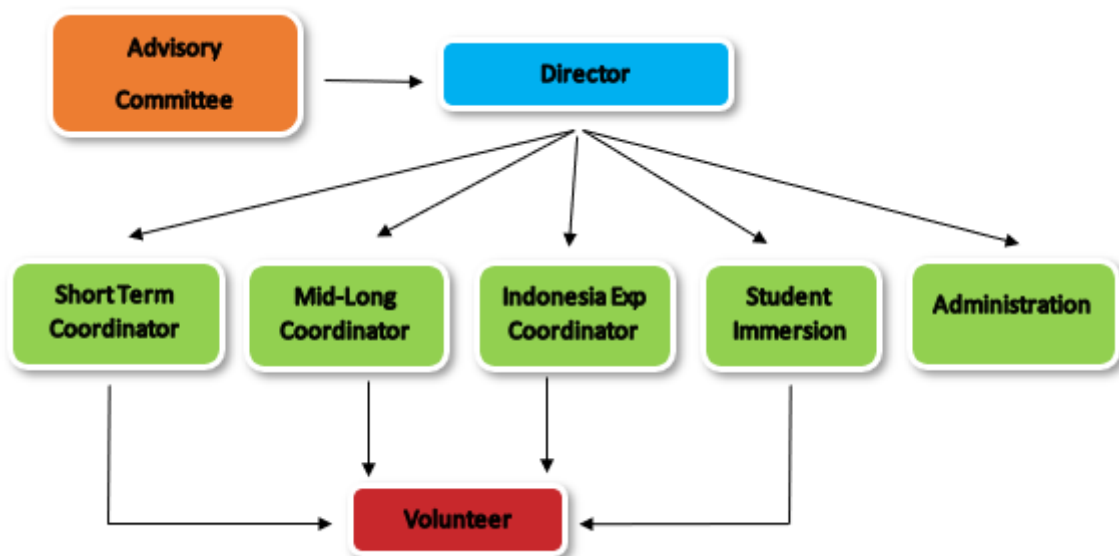 Advisory
Committee
Director
Short Term
Coordinator
Mid-Long
Coordinator
Indonesia Exp
Coordinator
Student
Immersion
Administration
Volunteer